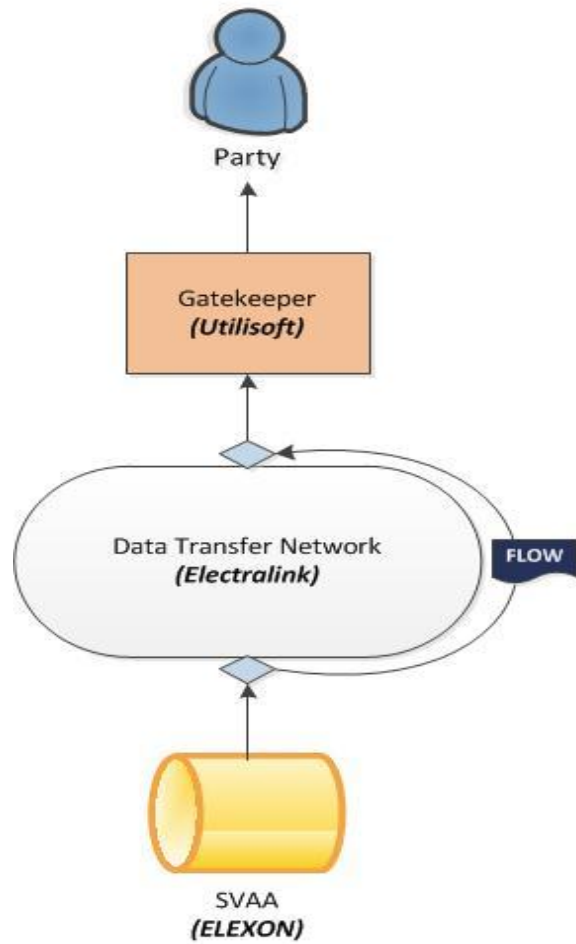 Party
Gatekeeper
(Utilisoft)
Data Transfer Network
(Electralink)
FLOW
SVAA
(ELEXON)